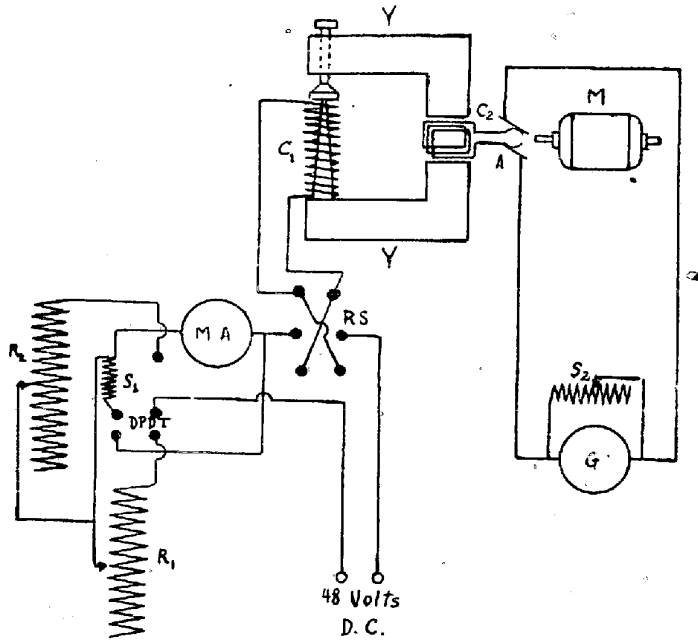 Y
C₂
M
C₁
A
Y
RS
MA
R₂
S₁
S₂
DPDT
G
R₁
48 Volts
D.C.